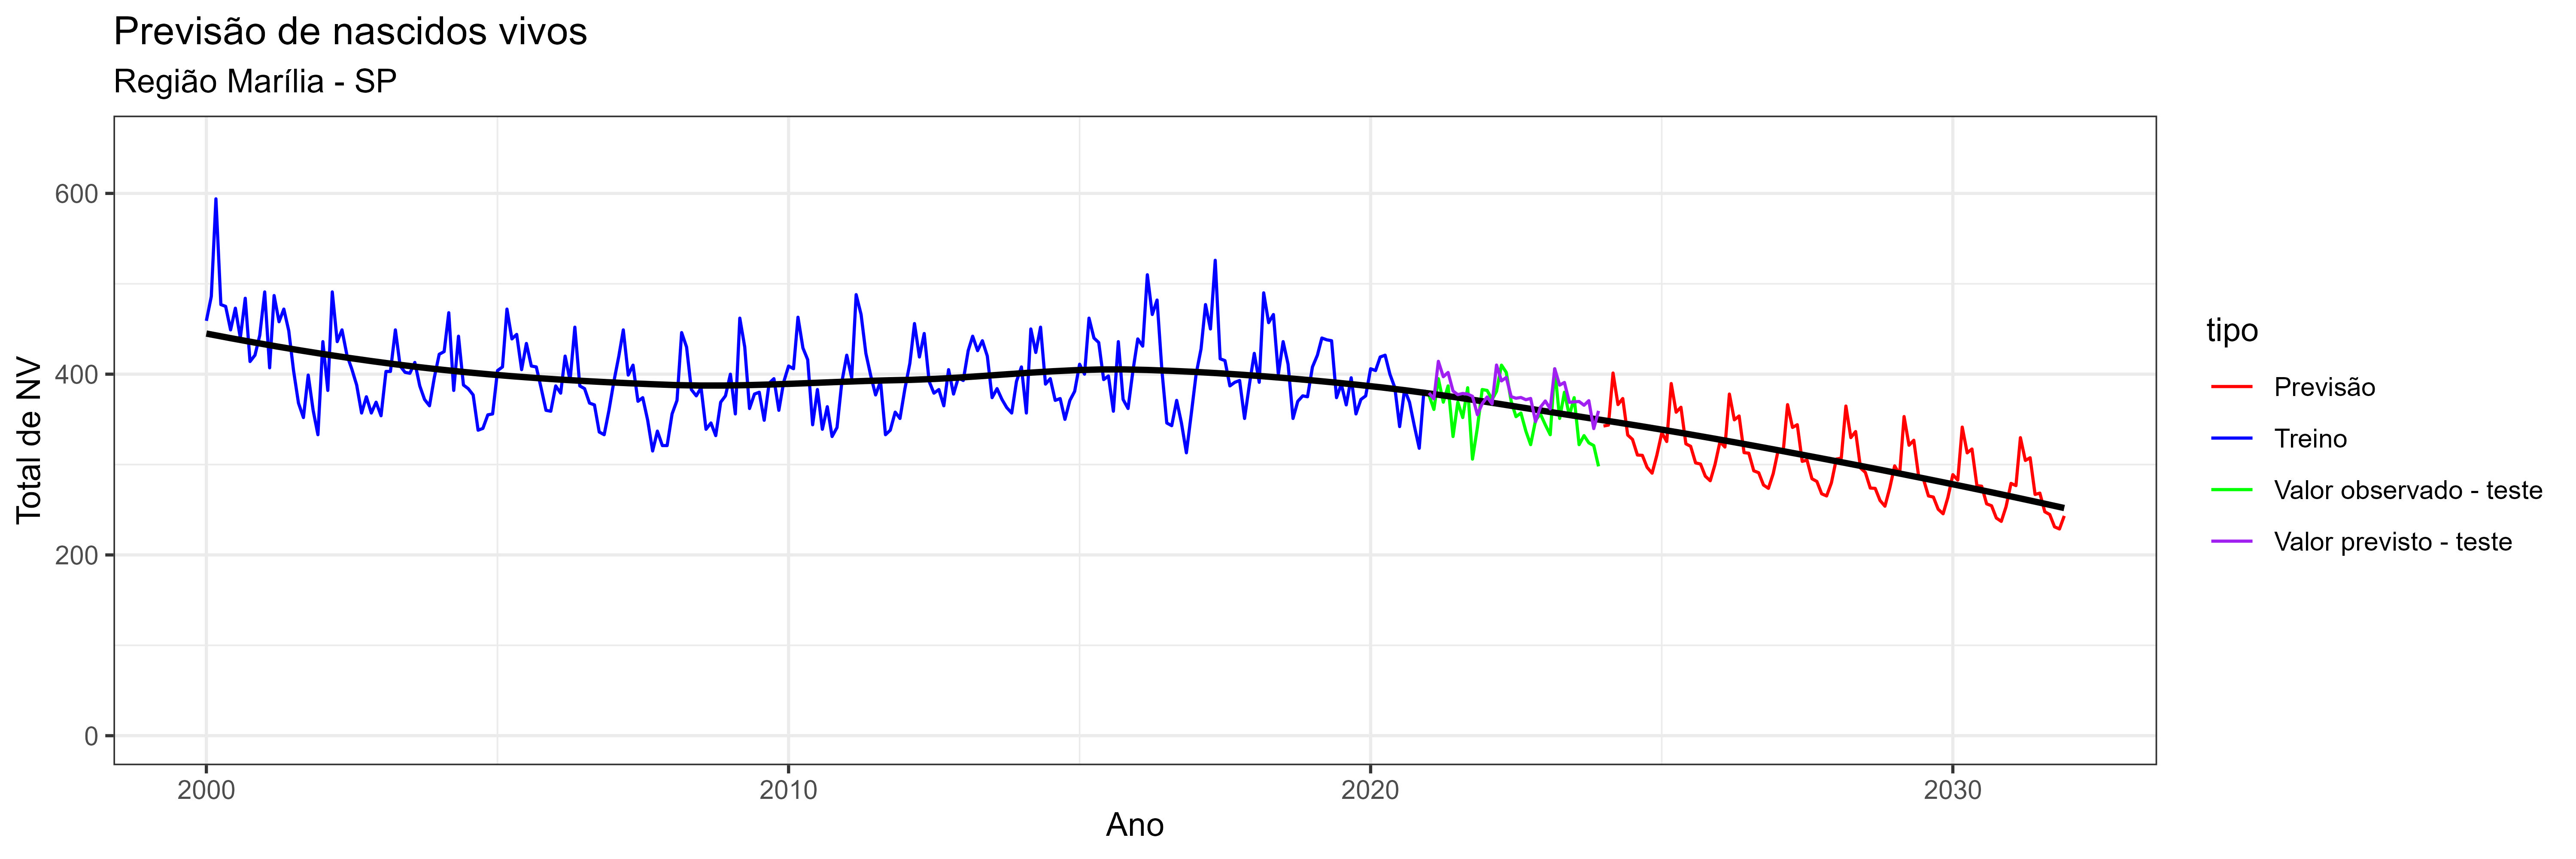 Previsão de nascidos vivos
Região Marília - SP
Total de NV
600
400
200
0
2000
2010
2020
2030
Ano
tipo
Previsão
Treino
Valor observado - teste
Valor previsto - teste